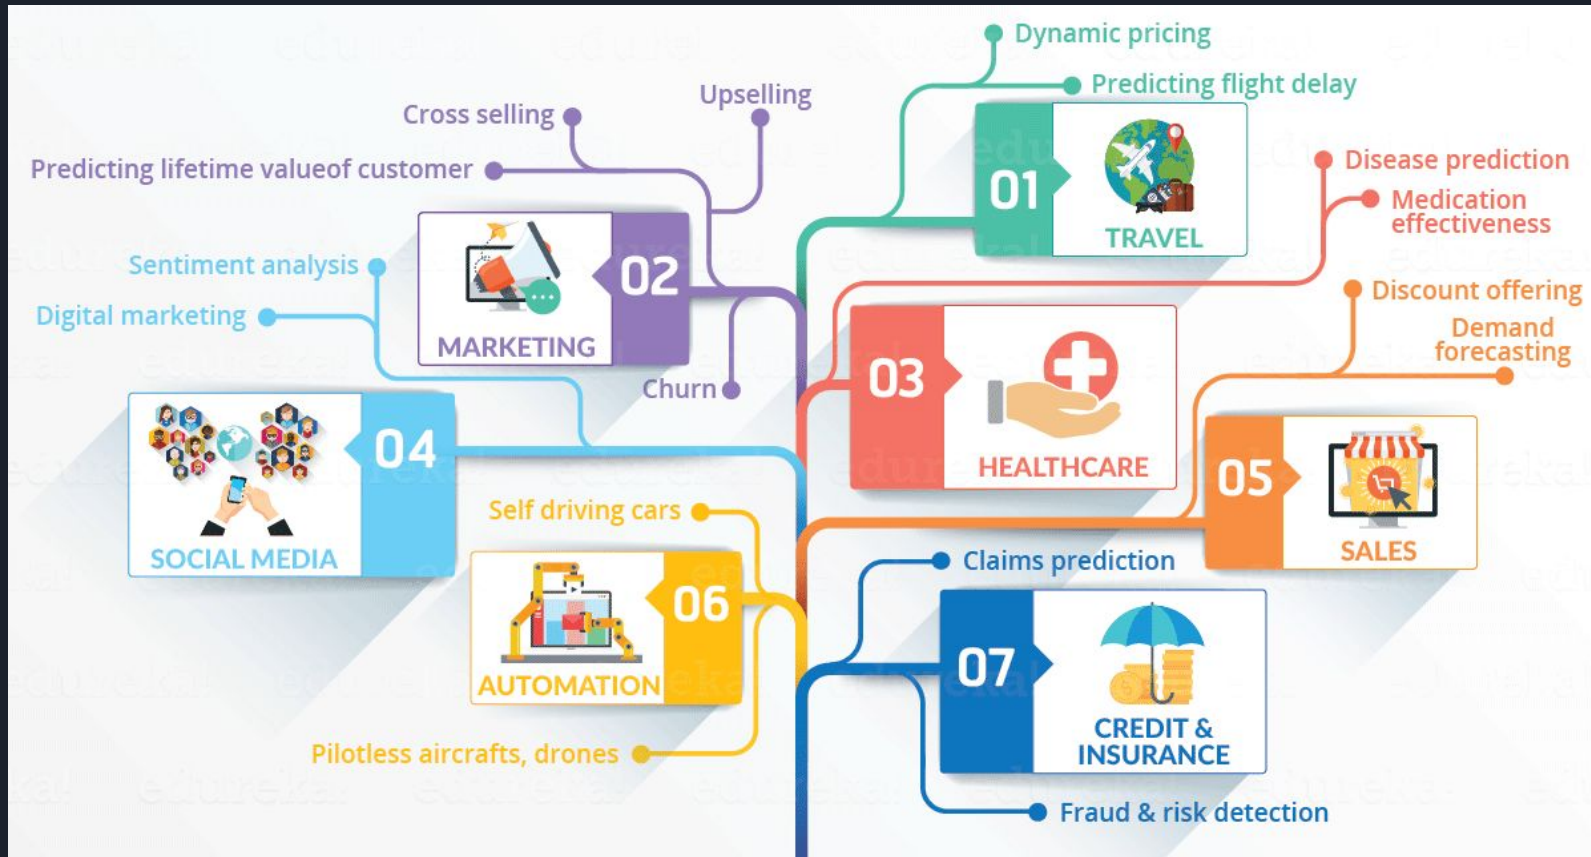 Dynamic pricing
Predicting flight delay
01
TRAVEL
Upselling
Cross selling
Predicting lifetime valueof customer
02
MARKETING
Churn
Disease prediction
Medication
effectiveness
03
HEALTHCARE
Sentiment analysis
Digital marketing
04
SOCIAL MEDIA
Discount offering
Demand
forecasting
05
SALES
Self driving cars
06
AUTOMATION
Pilotless aircrafts, drones
Claims prediction
07
CREDIT &
INSURANCE
Fraud & risk detection
edureka!